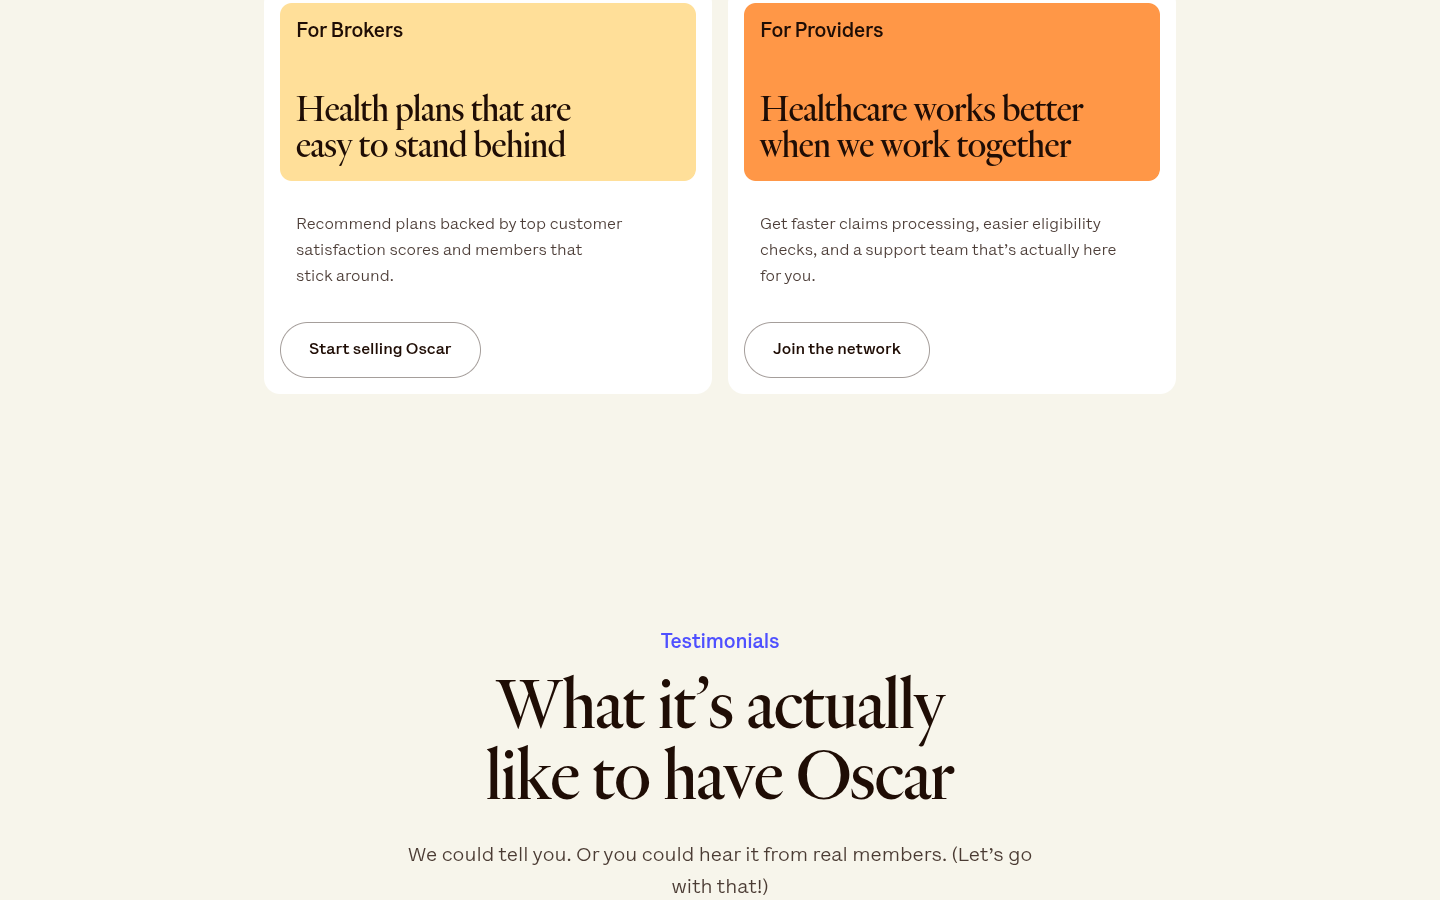 For Brokers
Health plans that are
easy to stand behind
Recommend plans backed by top customer
satisfaction scores and members that
stick around.
Start selling Oscar
For Providers
Healthcare works better
when we work together
Get faster claims processing, easier eligibility
checks, and a support team that’s actually here
for you.
Join the network
Testimonials
What it’s actually
like to have Oscar
We could tell you. Or you could hear it from real members. (Let’s go
with that!)